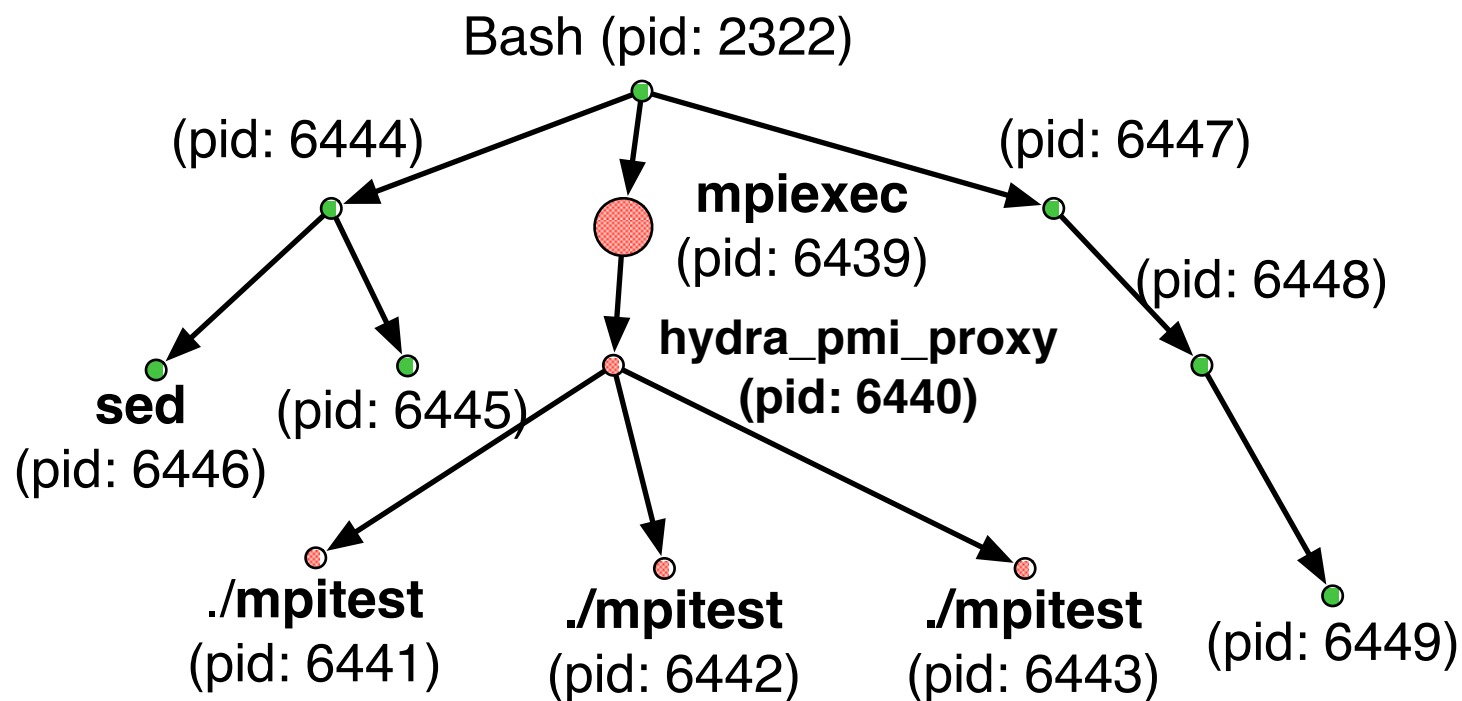 Bash (pid: 2322)
(pid: 6444)
(pid: 6447)
mpiexec
(pid: 6439)
(pid: 6448)
hydra_pmi_proxy
(pid: 6440)
sed
(pid: 6446)
(pid: 6445)
./mpitest
(pid: 6441)
./mpitest
(pid: 6442)
./mpitest
(pid: 6443)
(pid: 6449)